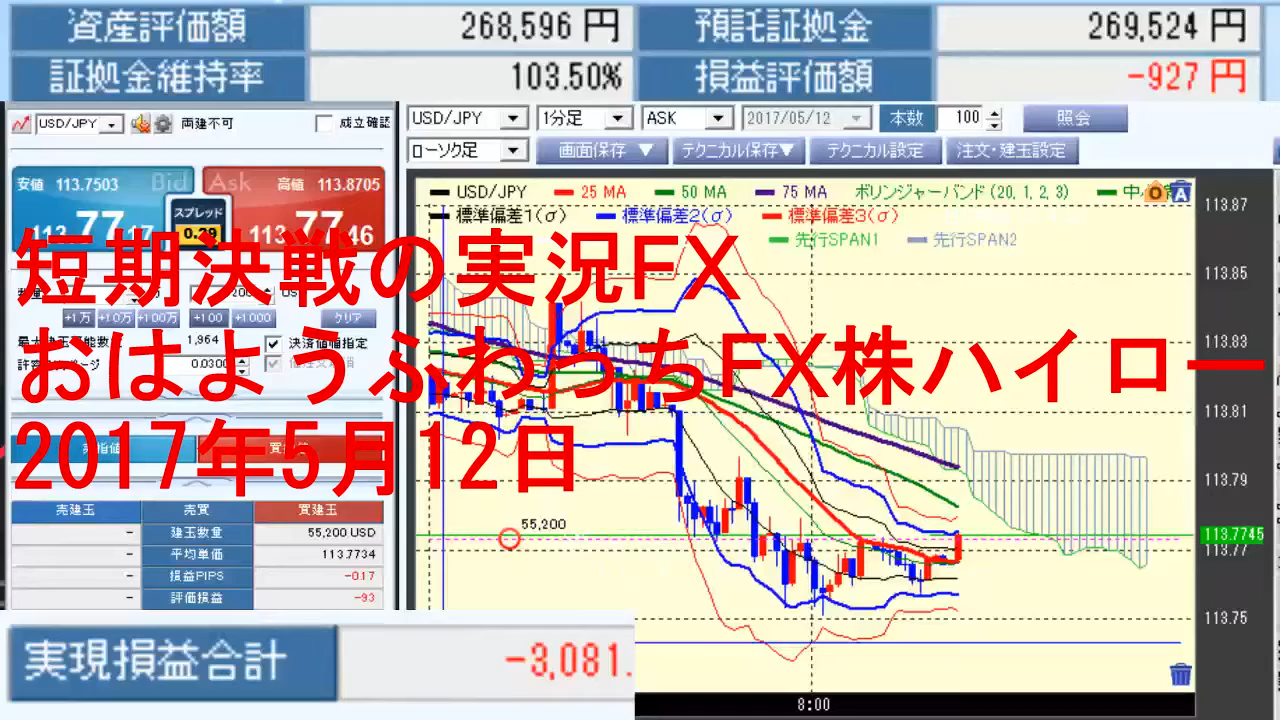 資産評価額 268,596 円 預託証拠金 269,524 円
証拠金維持率 103.50% 損益評価額 -927 円
USD/JPY 両建不可 成立確認
安値 113.7503 Bid Ask 高値 113.8705
スプレッド
77 0.29 77 46
USD/JPY 1分足 ASK 2017/05/12 本数 100 照会
ローソク足 画面保存 ▼ テクニカル保存▼ テクニカル設定 注文・建玉設定
USD/JPY 25 MA 50 MA 75 MA ボリンジャーバンド(20, 1, 2, 3)
標準偏差1(σ) 標準偏差2(σ) 標準偏差3(σ)
先行SPAN1 先行SPAN2
短期決戦の実況FX
おはようふわっちFX株ハイロー
2017年5月12日
+1万 +10万 +100万 +100 +1000 クリア
1,964 決済値幅指定
0.0300
売建玉 売買 買建玉
- 建玉数量 55,200 USD
- 平均単価 113.7734
- 損益PIPS -0.17
- 評価損益 -93
実現損益合計 -3,081.
55,200
113.87
113.85
113.83
113.81
113.79
113.7745
113.77
113.75
8:00